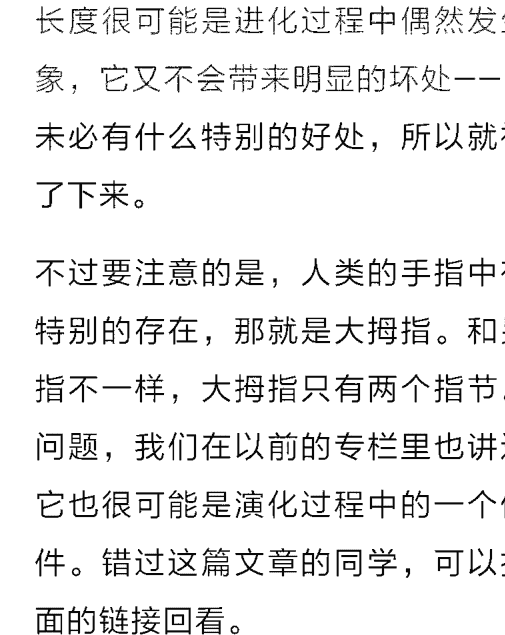 长度很可能是进化过程中偶然发
象，它又不会带来明显的坏处——
未必有什么特别的好处，所以就
了下来。
不过要注意的是，人类的手指中
特别的存在，那就是大拇指。和
指不一样，大拇指只有两个指节
问题，我们在以前的专栏里也讲
它也很可能是演化过程中的一个
件。错过这篇文章的同学，可以
面的链接回看。